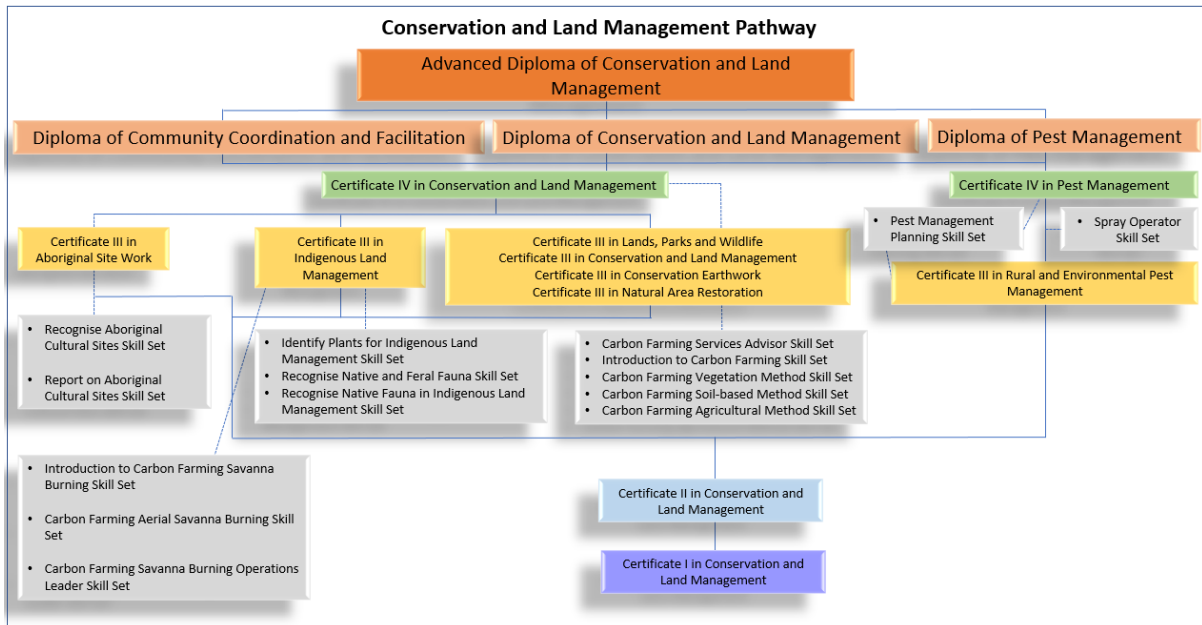 Conservation and Land Management Pathway
Advanced Diploma of Conservation and Land
Management
Diploma of Community Coordination and Facilitation
Diploma of Conservation and Land Management
Diploma of Pest Management
Certificate IV in Conservation and Land Management
Certificate IV in Pest Management
• Pest Management
Planning Skill Set
• Spray Operator
Skill Set
Certificate III in
Aboriginal Site Work
Certificate III in
Indigenous Land
Management
Certificate III in Lands, Parks and Wildlife
Certificate III in Conservation and Land Management
Certificate III in Conservation Earthwork
Certificate III in Natural Area Restoration
Certificate III in Rural and Environmental Pest
Management
• Recognise Aboriginal
Cultural Sites Skill Set
• Report on Aboriginal
Cultural Sites Skill Set
• Identify Plants for Indigenous Land
Management Skill Set
• Recognise Native and Feral Fauna Skill Set
• Recognise Native Fauna in Indigenous Land
Management Skill Set
• Carbon Farming Services Advisor Skill Set
• Introduction to Carbon Farming Skill Set
• Carbon Farming Vegetation Method Skill Set
• Carbon Farming Soil-based Method Skill Set
• Carbon Farming Agricultural Method Skill Set
• Introduction to Carbon Farming Savanna
Burning Skill Set
• Carbon Farming Aerial Savanna Burning Skill
Set
• Carbon Farming Savanna Burning Operations
Leader Skill Set
Certificate II in Conservation and
Land Management
Certificate I in Conservation and
Land Management